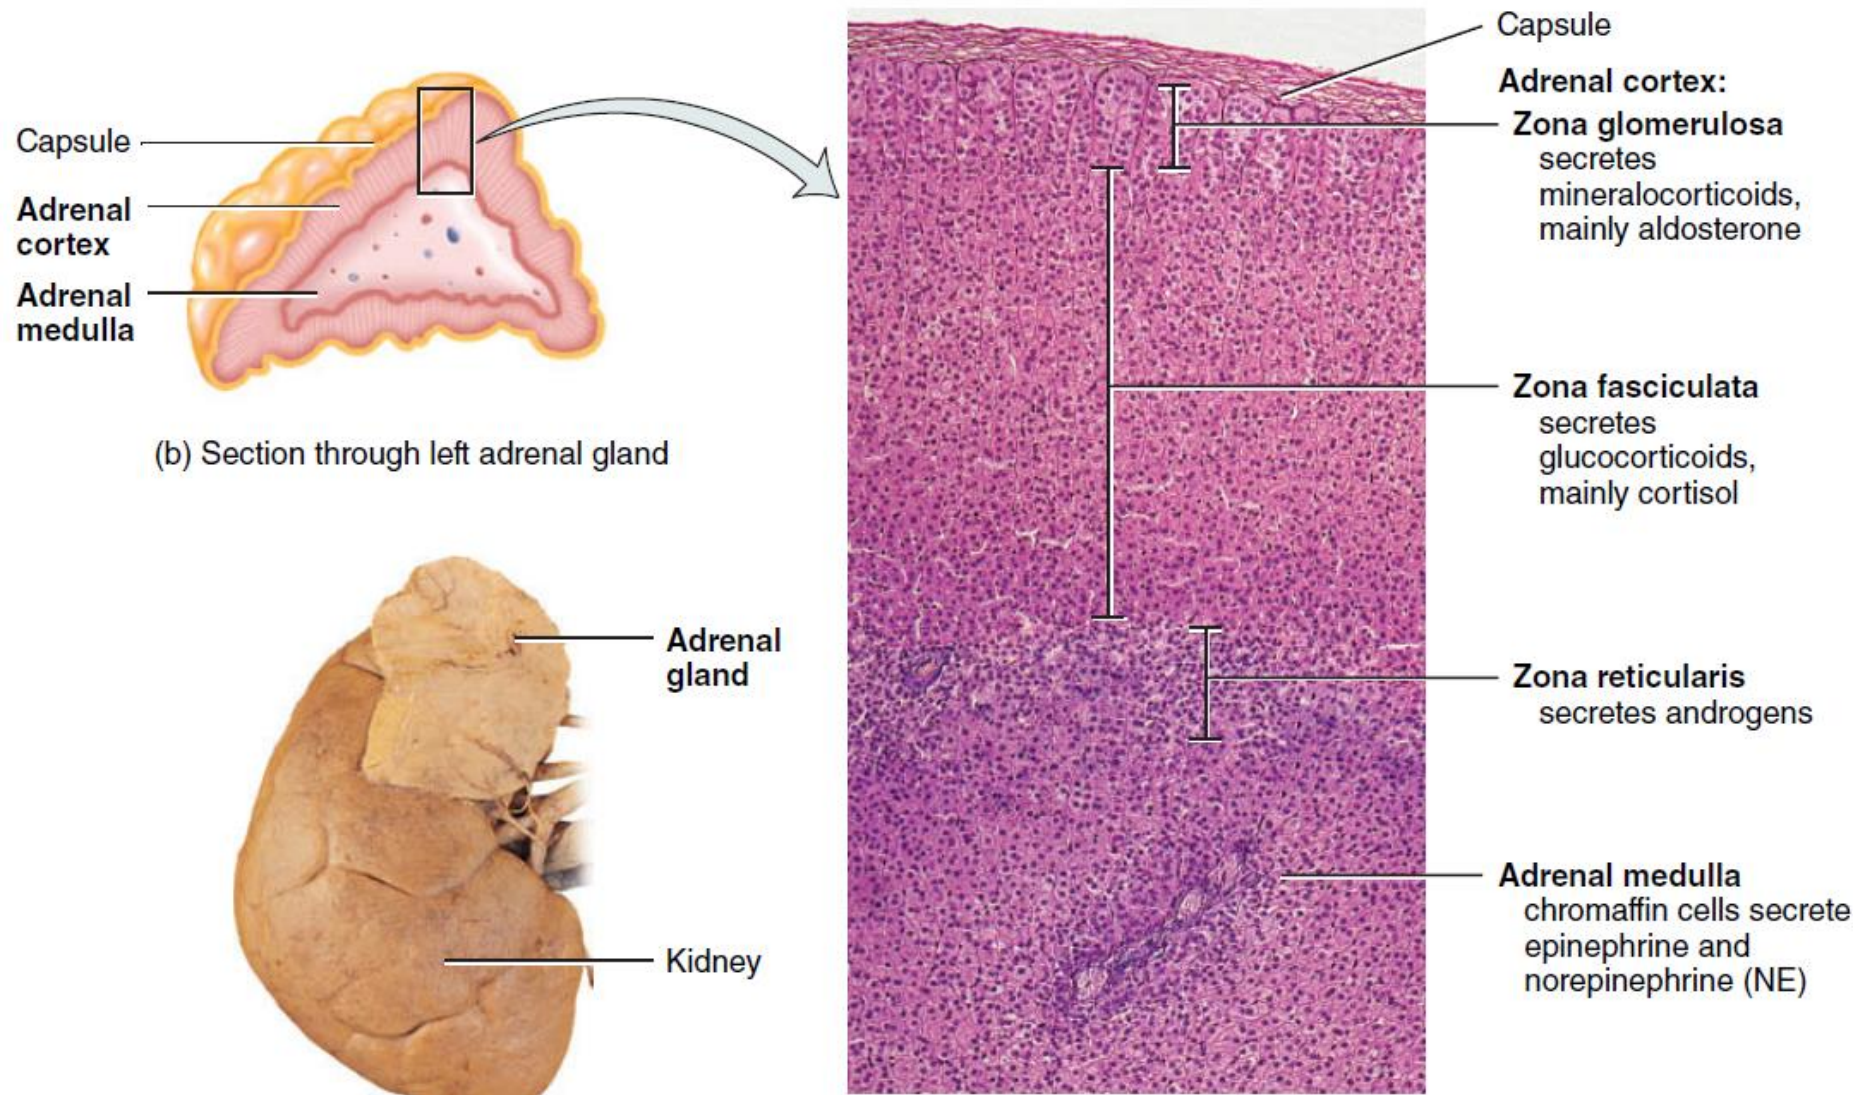 Capsule
Adrenal
cortex
Adrenal
medulla
(b) Section through left adrenal gland
Adrenal
gland
Kidney
Capsule
Adrenal cortex:
Zona glomerulosa
secretes
mineralocorticoids,
mainly aldosterone
Zona fasciculata
secretes
glucocorticoids,
mainly cortisol
Zona reticularis
secretes androgens
Adrenal medulla
chromaffin cells secrete
epinephrine and
norepinephrine (NE)